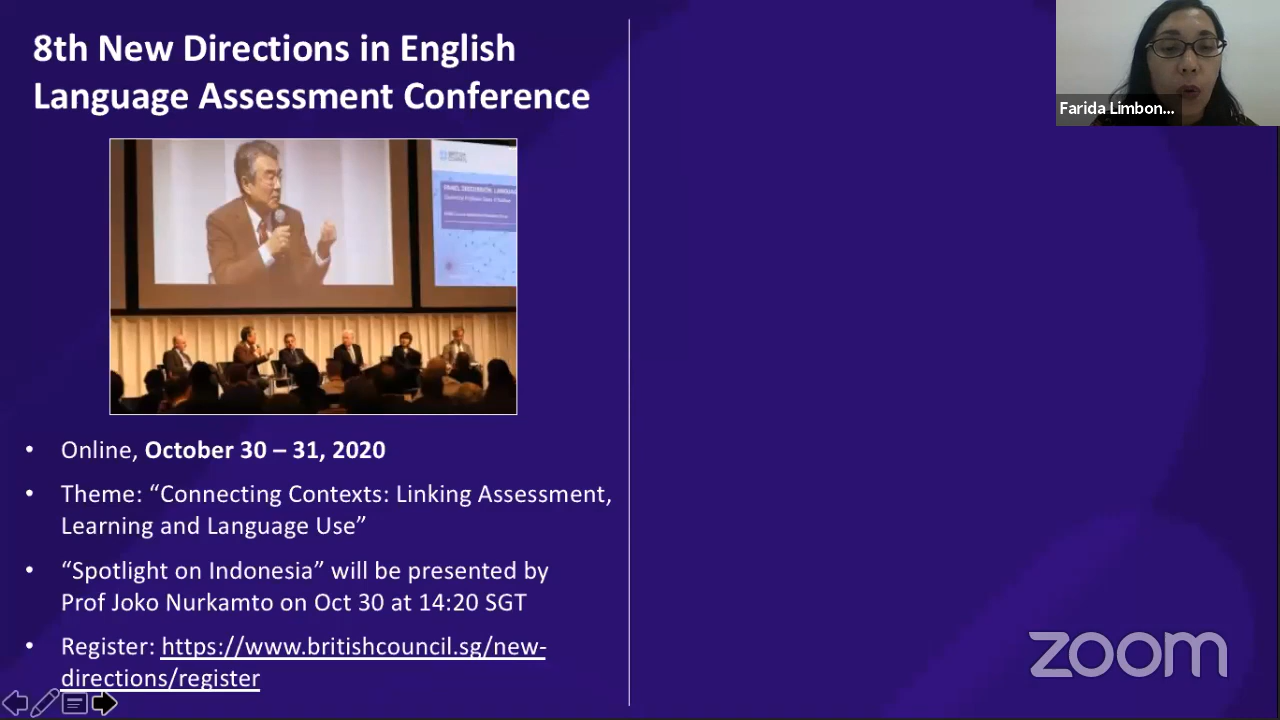 8th New Directions in English
Language Assessment Conference
Farida Limbon...
BRITISH
COUNCIL
• Online, October 30 – 31, 2020
• Theme: “Connecting Contexts: Linking Assessment,
Learning and Language Use”
• “Spotlight on Indonesia” will be presented by
Prof Joko Nurkamto on Oct 30 at 14:20 SGT
• Register: https://www.britishcouncil.sg/new-
directions/register
zoom